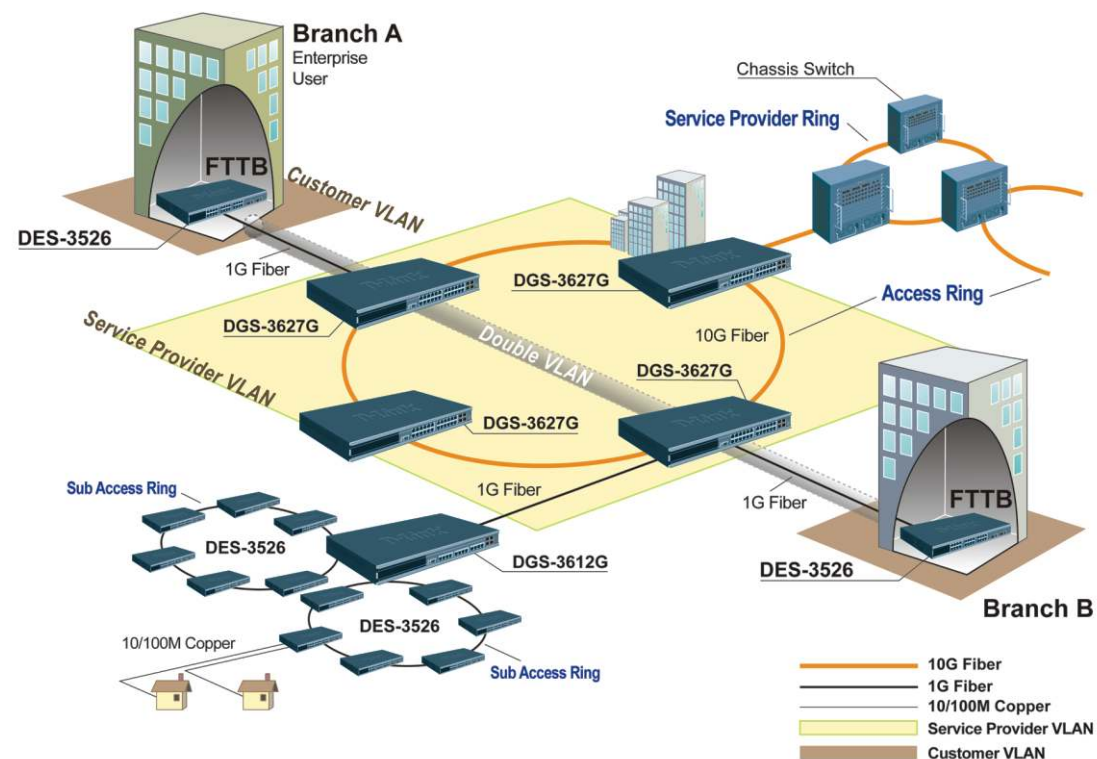 Branch A
Enterprise
User
FTTB
Customer VLAN
DES-3526
1G Fiber
Chassis Switch
Service Provider Ring
DGS-3627G
Access Ring
10G Fiber
DGS-3627G
Service Provider VLAN
Double VLAN
DGS-3627G
DGS-3627G
1G Fiber
1G Fiber
FTTB
DES-3526
Branch B
Sub Access Ring
DES-3526
DGS-3612G
DES-3526
10/100M Copper
Sub Access Ring
10G Fiber
1G Fiber
10/100M Copper
Service Provider VLAN
Customer VLAN